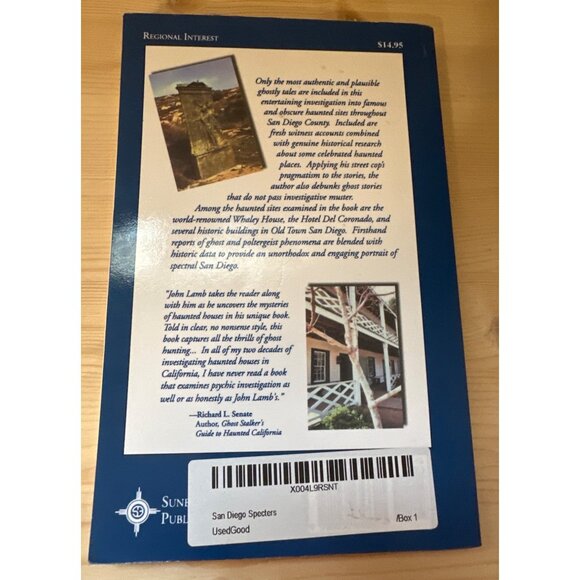 REGIONAL INTEREST
$14.95
Only the most authentic and plausible
ghostly tales are included in this
entertaining investigation into famous
and obscure haunted sites throughout
San Diego County. Included are
fresh witness accounts combined
with genuine historical research
about some celebrated haunted
places. Applying his street cop's
pragmatism to the stories, the
author also debunks ghost stories
that do not pass investigative muster.
Among the haunted sites examined in the book are the
world-renowned Whaley House, the Hotel Del Coronado, and
several historic buildings in Old Town San Diego. Firsthand
reports of ghost and poltergeist phenomena are blended with
historic data to provide an unorthodox and engaging portrait of
spectral San Diego.
"John Lamb takes the reader along
with him as he uncovers the mysteries
of haunted houses in his unique book.
Told in clear, no nonsense style, this
book captures all the thrills of ghost
hunting... In all of my two decades of
investigating haunted houses in
California, I have never read a book
that examines psychic investigation as
well or as honestly as John Lamb's."
—Richard L. Senate
Author, Ghost Stalker's
Guide to Haunted California
SUNB
PUBL
X004L9RSNT
San Diego Specters
UsedGood
/Box 1